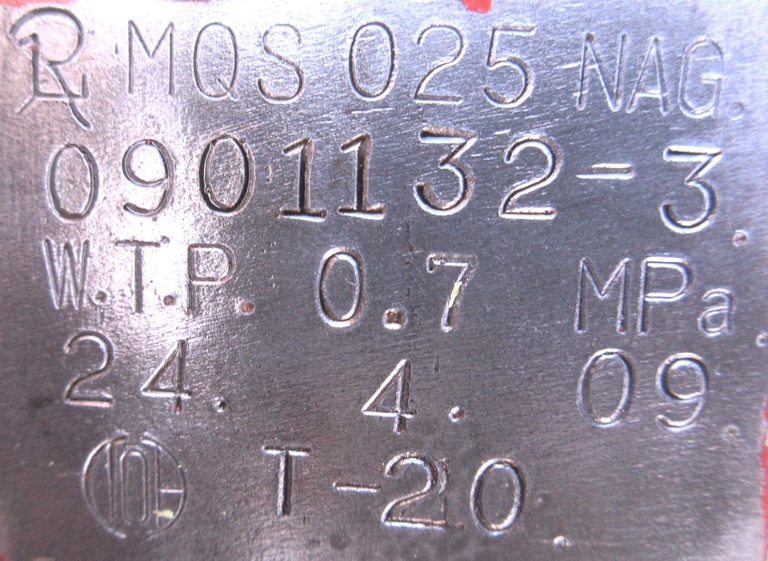 R MQS 025 NAG.
0901132-3.
W.T.P. 0.7 MPa.
24. 4. 09.
T-20.